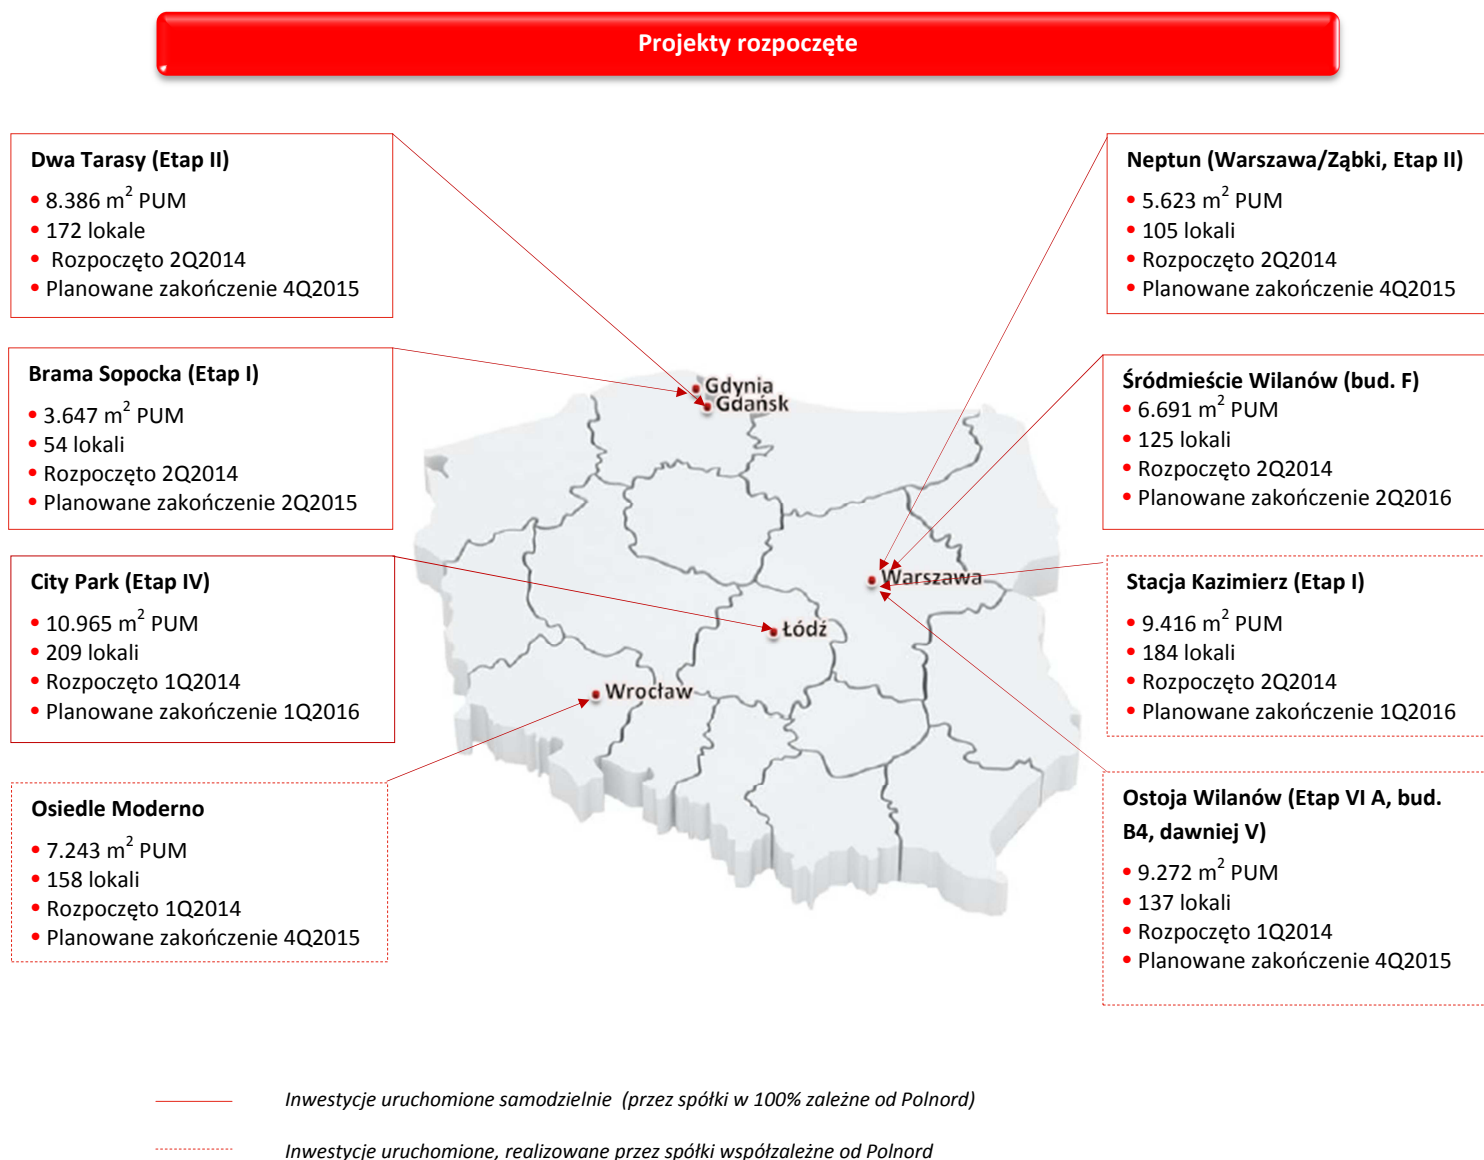 Projekty rozpoczęte
Dwa Tarasy (Etap II)
• 8.386 m² PUM
• 172 lokale
• Rozpoczęto 2Q2014
• Planowane zakończenie 4Q2015
Brama Sopocka (Etap I)
• 3.647 m² PUM
• 54 lokali
• Rozpoczęto 2Q2014
• Planowane zakończenie 2Q2015
City Park (Etap IV)
• 10.965 m² PUM
• 209 lokali
• Rozpoczęto 1Q2014
• Planowane zakończenie 1Q2016
Osiedle Moderno
• 7.243 m² PUM
• 158 lokali
• Rozpoczęto 1Q2014
• Planowane zakończenie 4Q2015
Gdynia
Gdańsk
Warszawa
Łódź
Wrocław
Neptun (Warszawa/Ząbki, Etap II)
• 5.623 m² PUM
• 105 lokali
• Rozpoczęto 2Q2014
• Planowane zakończenie 4Q2015
Śródmieście Wilanów (bud. F)
• 6.691 m² PUM
• 125 lokali
• Rozpoczęto 2Q2014
• Planowane zakończenie 2Q2016
Stacja Kazimierz (Etap I)
• 9.416 m² PUM
• 184 lokali
• Rozpoczęto 2Q2014
• Planowane zakończenie 1Q2016
Ostoja Wilanów (Etap VI A, bud.
B4, dawniej V)
• 9.272 m² PUM
• 137 lokali
• Rozpoczęto 1Q2014
• Planowane zakończenie 4Q2015
Inwestycje uruchomione samodzielnie (przez spółki w 100% zależne od Polnord)
Inwestycje uruchomione, realizowane przez spółki współzależne od Polnord